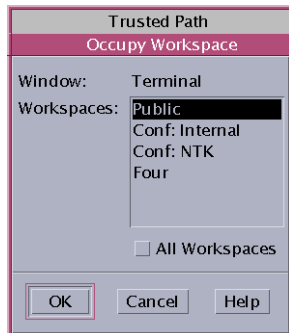 Trusted Path
Occupy Workspace
Window: Terminal
Workspaces: Public
Conf: Internal
Conf: NTK
Four
All Workspaces
OK Cancel Help